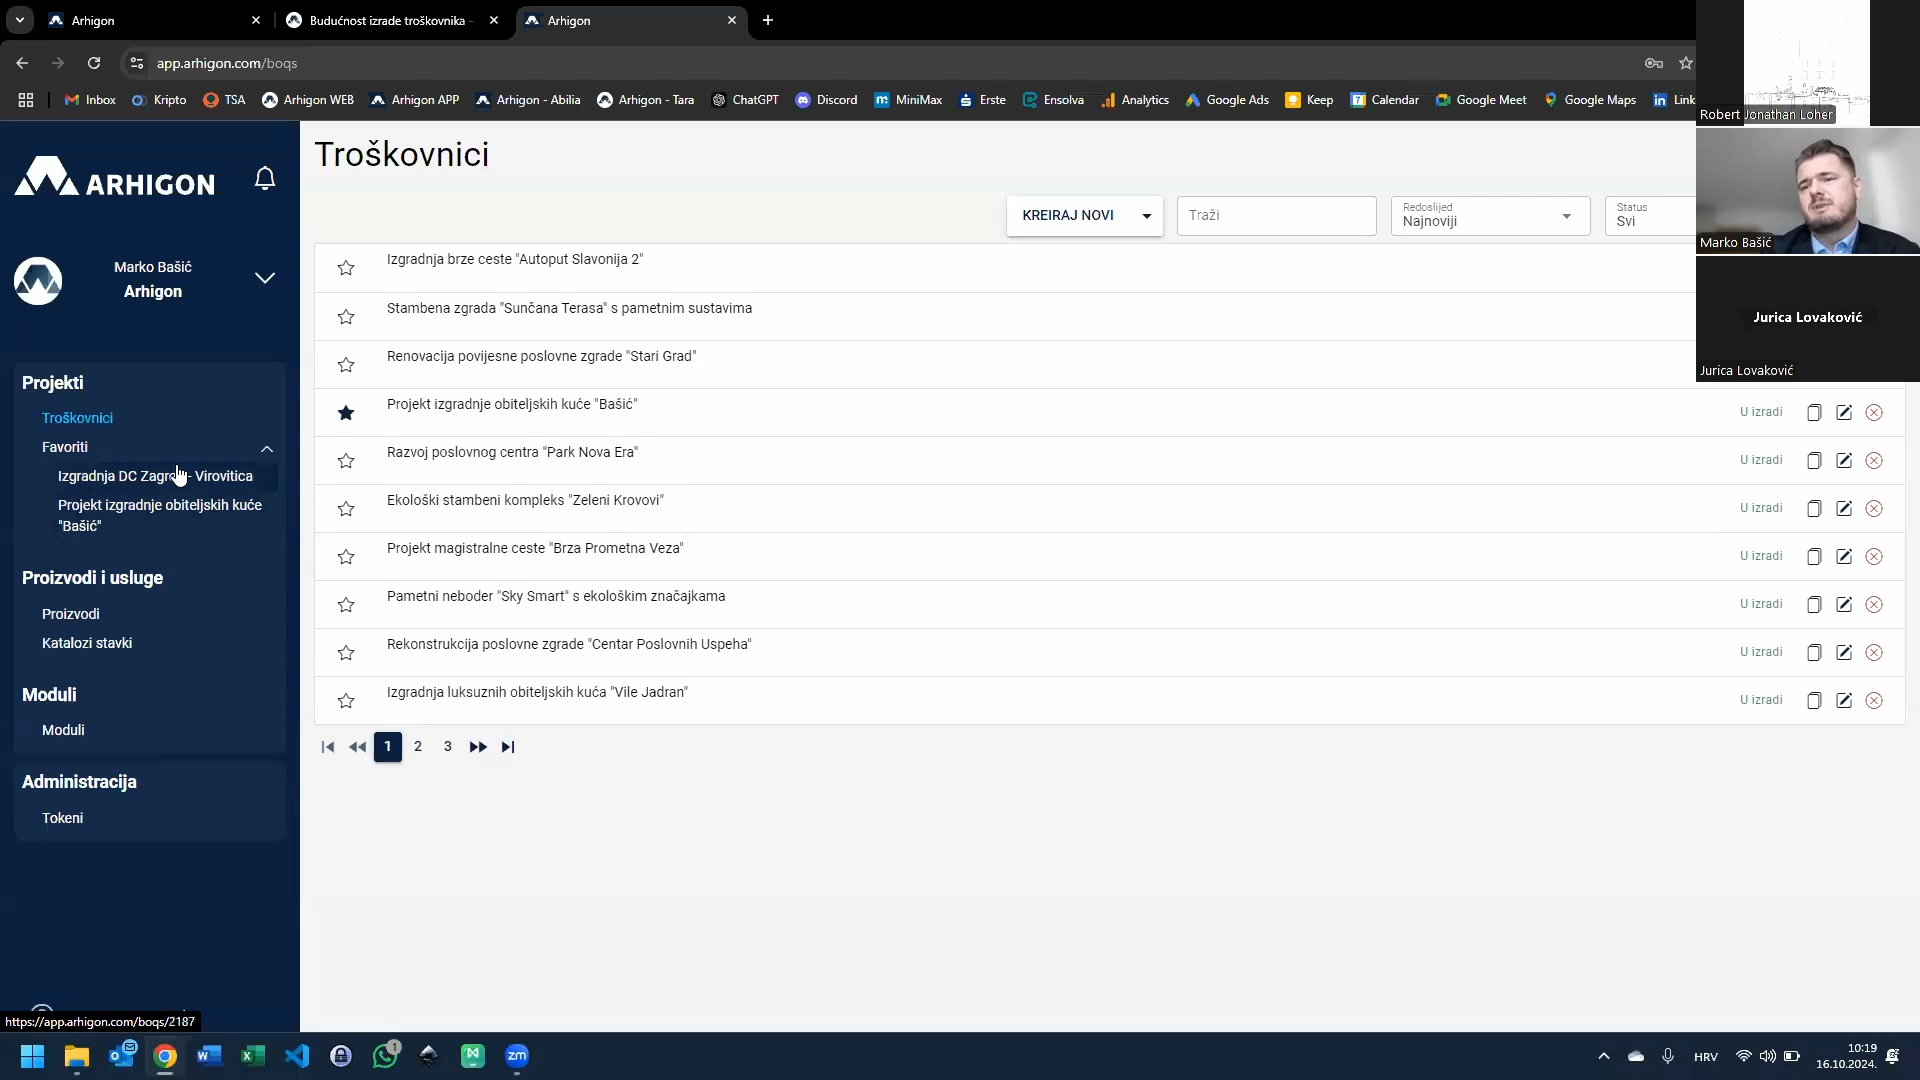 Arhigon
Budućnost izrade troškovnika -
Arhigon
app.arhigon.com/boqs
Inbox
Kripto
TSA
Arhigon WEB
Arhigon APP
Arhigon - Abilia
Arhigon - Tara
ChatGPT
Discord
MiniMax
Erste
Ensolva
Analytics
Google Ads
Keep
Calendar
Google Meet
Google Maps
Link
Robert Jonathan Loher
Marko Bašić
Jurica Lovaković
Jurica Lovaković
ARHIGON
Marko Bašić
Arhigon
Projekti
Troškovnici
Favoriti
Izgradnja DC Zagreb - Virovitica
Projekt izgradnje obiteljskih kuće
"Bašić"
Proizvodi i usluge
Proizvodi
Katalozi stavki
Moduli
Moduli
Administracija
Tokeni
https://app.arhigon.com/boqs/2187
Troškovnici
KREIRAJ NOVI
Traži
Redoslijed
Najnoviji
Status
Svi
Izgradnja brze ceste "Autoput Slavonija 2"
Stambena zgrada "Sunčana Terasa" s pametnim sustavima
Renovacija povijesne poslovne zgrade "Stari Grad"
Projekt izgradnje obiteljskih kuće "Bašić" U izradi
Razvoj poslovnog centra "Park Nova Era" U izradi
Ekološki stambeni kompleks "Zeleni Krovovi" U izradi
Projekt magistralne ceste "Brza Prometna Veza" U izradi
Pametni neboder "Sky Smart" s ekološkim značajkama U izradi
Rekonstrukcija poslovne zgrade "Centar Poslovnih Uspeha" U izradi
Izgradnja luksuznih obiteljskih kuća "Vile Jadran" U izradi
1 2 3
zm
1
HRV
10:19
16.10.2024.